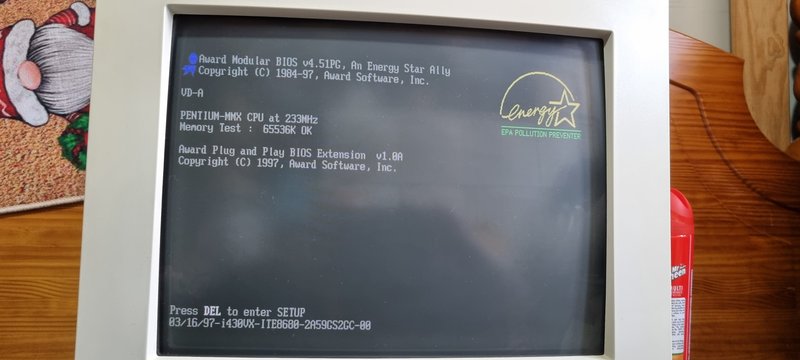 Award Modular BIOS v4.51PG, An Energy Star Ally
Copyright (C) 1984-97, Award Software, Inc.
VD-A
PENTIUM-MMX CPU at 233MHz
Memory Test : 65536K OK
Award Plug and Play BIOS Extension v1.0A
Copyright (C) 1997, Award Software, Inc.
energy
EPA POLLUTION PREVENTER
Press DEL to enter SETUP
03/16/97-i430VX-ITE8680-2A59GS2GC-00